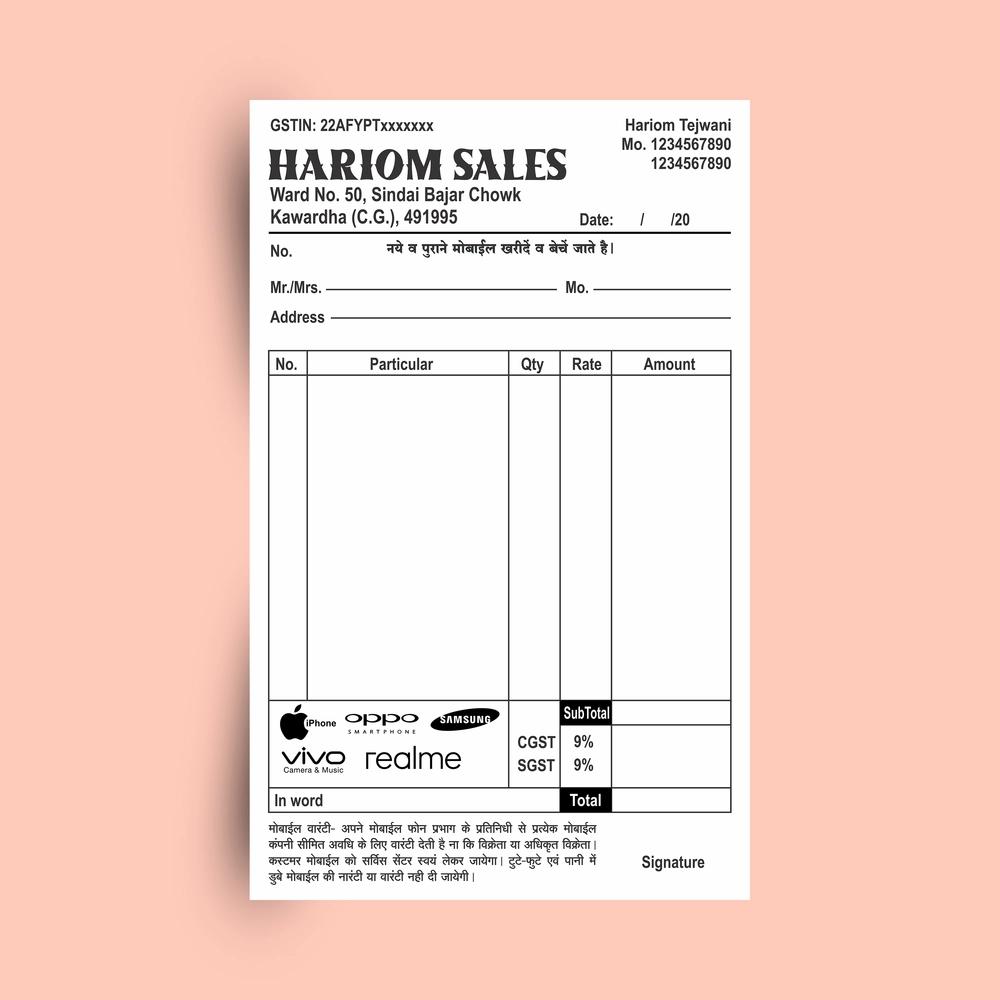 GSTIN: 22AFYPTxxxxxxx
Hariom Tejwani
Mo. 1234567890
1234567890
HARIOM SALES
Ward No. 50, Sindai Bajar Chowk
Kawardha (C.G.), 491995
Date: / /20
No.
नये व पुराने मोबाईल खरीदें व बेचें जाते है।
Mr./Mrs. Mo.
Address
No. Particular Qty Rate Amount
iPhone oppo SAMSUNG
SMARTPHONE
vivo realme
Camera & Music
SubTotal
CGST 9%
SGST 9%
In word Total
मोबाईल वारंटी- अपने मोबाईल फोन प्रभाग के प्रतिनिधी से प्रत्येक मोबाईल
कंपनी सीमित अवधि के लिए वारंटी देती है ना कि विक्रेता या अधिकृत विक्रेता।
कस्टमर मोबाईल को सर्विस सेंटर स्वयं लेकर जायेगा। टुटे-फुटे एवं पानी में
डुबे मोबाईल की नारंटी या वारंटी नही दी जायेगी।
Signature